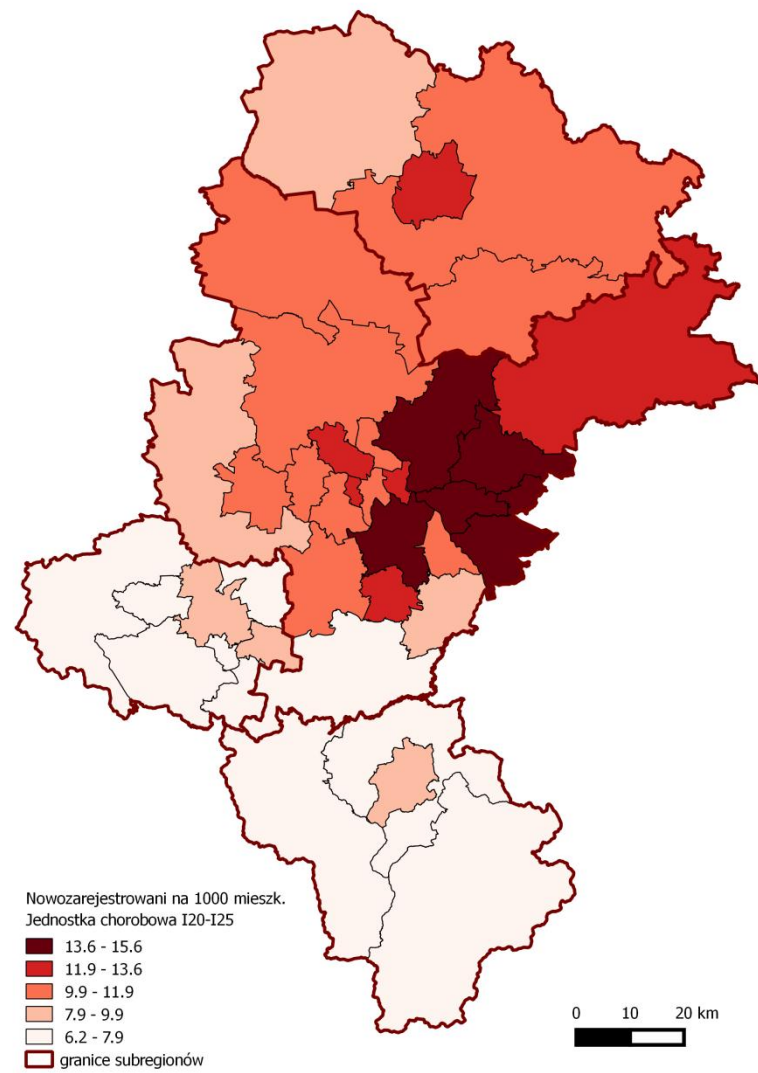 Nowozarejestrowani na 1000 mieszk.
Jednostka chorobowa I20-I25
13.6 - 15.6
11.9 - 13.6
9.9 - 11.9
7.9 - 9.9
6.2 - 7.9
granice subregionów
0 10 20 km